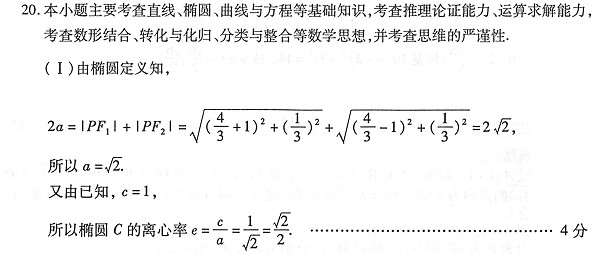 20. 本小题主要考查直线、椭圆、曲线与方程等基础知识,考查推理论证能力、运算求解能力,
考查数形结合、转化与化归、分类与整合等数学思想,并考查思维的严谨性.
(Ⅰ)由椭圆定义知,
2a = |PF₁| + |PF₂| = √((4/3 + 1)² + (1/3)²) + √((4/3 − 1)² + (1/3)²) = 2√2,
所以 a = √2.
又由已知, c = 1,
所以椭圆 C 的离心率 e = c/a = 1/√2 = √2/2. ………………………………………… 4 分